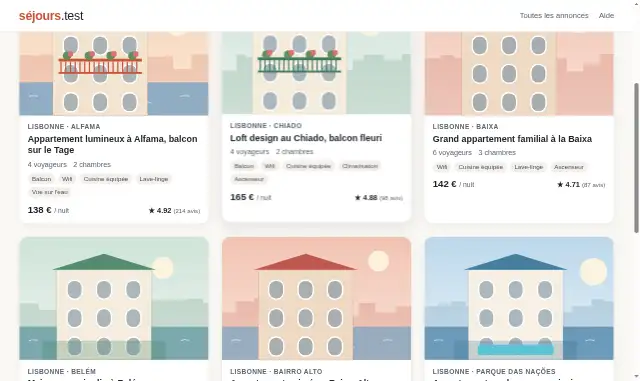 séjours.test
Toutes les annonces Aide
LISBONNE · ALFAMA
Appartement lumineux à Alfama, balcon
sur le Tage
4 voyageurs 2 chambres
Balcon Wifi Cuisine équipée Lave-linge
Vue sur l'eau
138 € / nuit ★ 4.92 (214 avis)
LISBONNE · CHIADO
Loft design au Chiado, balcon fleuri
4 voyageurs 2 chambres
Balcon Wifi Cuisine équipée Climatisation
Ascenseur
165 € / nuit ★ 4.88 (98 avis)
LISBONNE · BAIXA
Grand appartement familial à la Baixa
6 voyageurs 3 chambres
Wifi Cuisine équipée Lave-linge Ascenseur
142 € / nuit ★ 4.71 (87 avis)
LISBONNE · BELÉM
LISBONNE · BAIRRO ALTO
LISBONNE · PARQUE DAS NAÇÕES